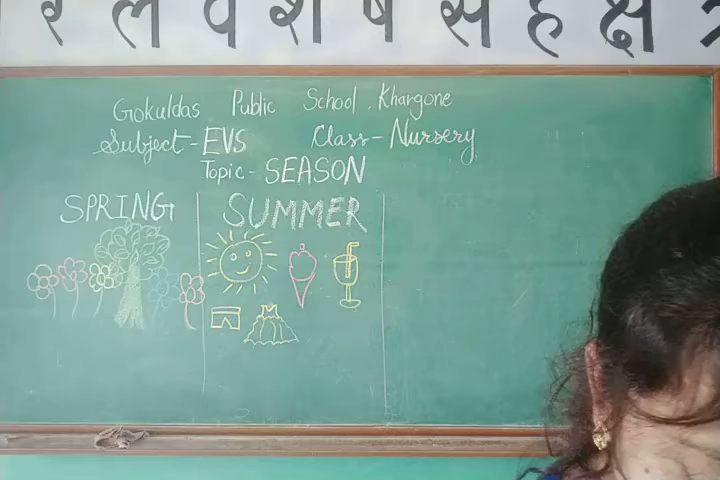 र ल व श ष स ह क्ष
Gokuldas Public School . Khargone
Subject - EVS Class - Nursery
Topic - SEASON
SPRING SUMMER